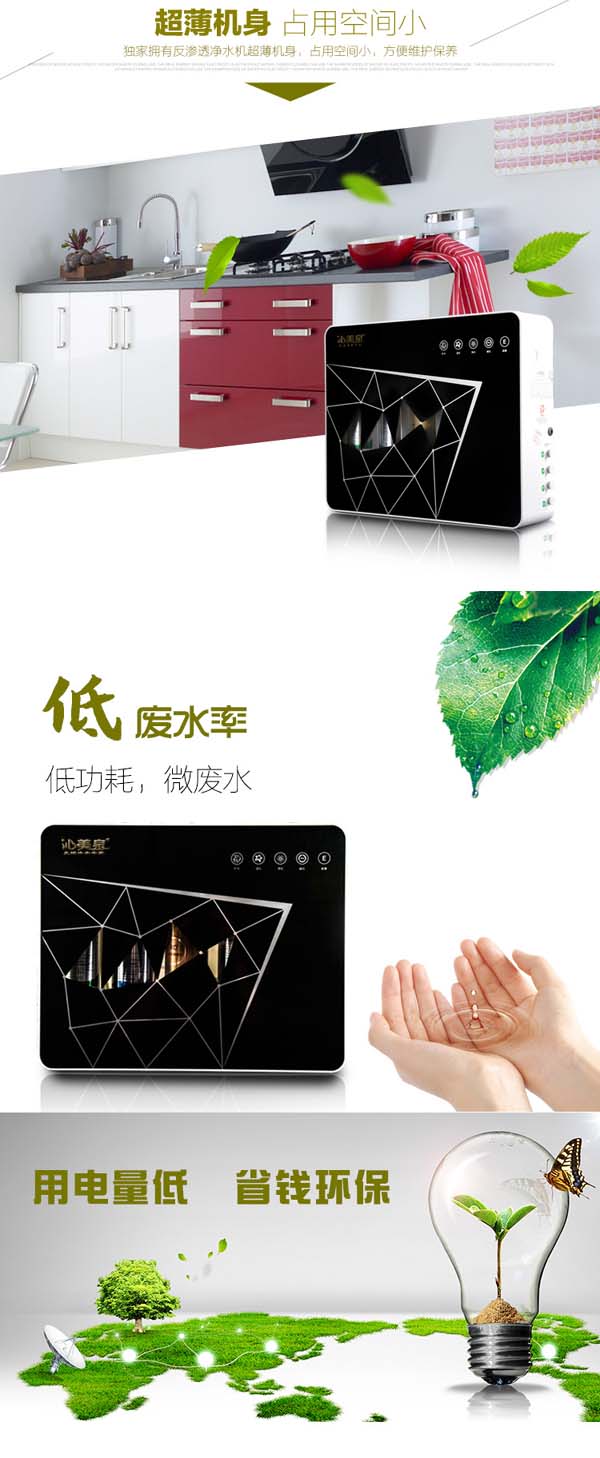 超薄机身 占用空间小
独家拥有反渗透净水机超薄机身，占用空间小，方便维护保养
沁美泉
E
低 废水率
低功耗，微废水
沁美泉
E
用电量低 省钱环保